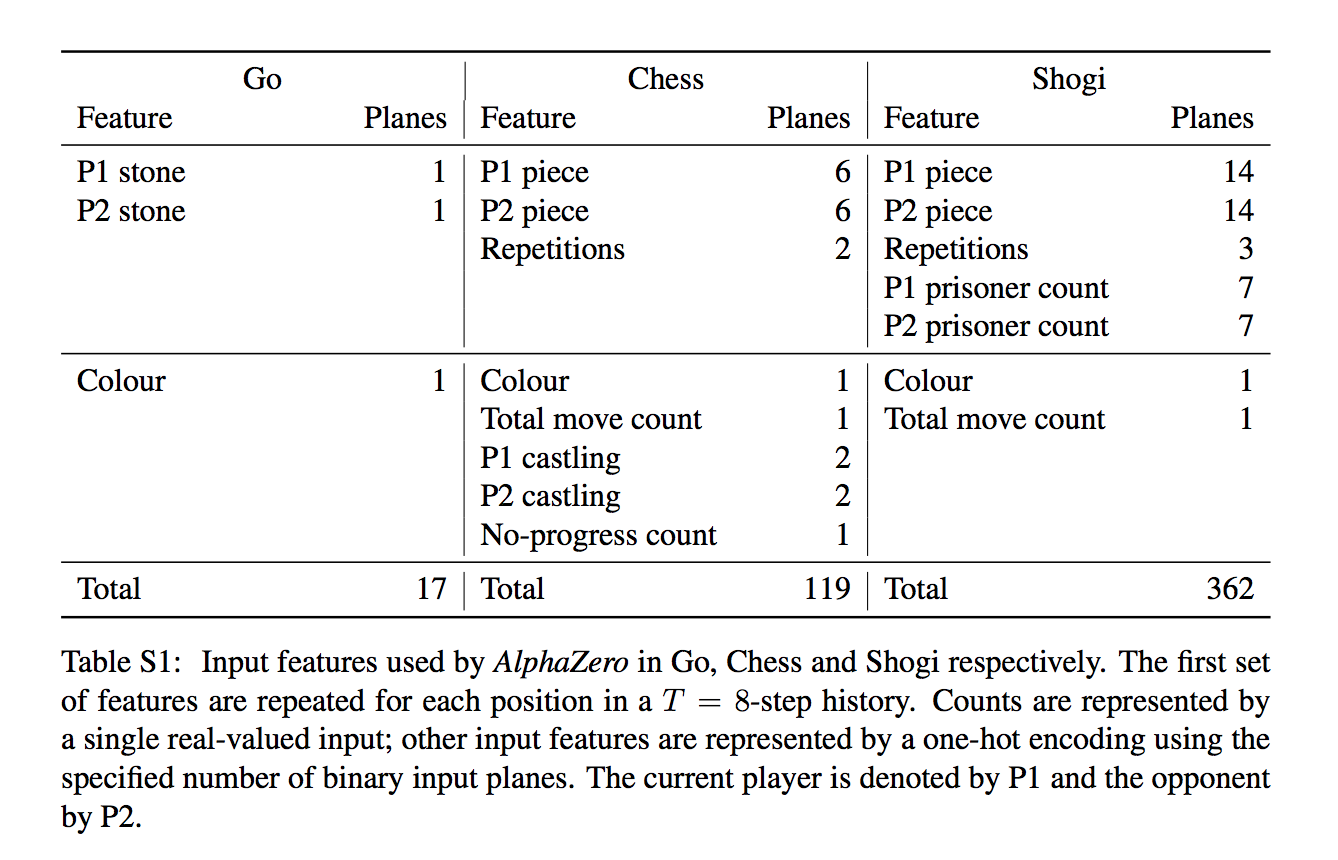 Go Chess Shogi
Feature Planes Feature Planes Feature Planes
P1 stone 1 P1 piece 6 P1 piece 14
P2 stone 1 P2 piece 6 P2 piece 14
Repetitions 2 Repetitions 3
P1 prisoner count 7
P2 prisoner count 7
Colour 1 Colour 1 Colour 1
Total move count 1 Total move count 1
P1 castling 2
P2 castling 2
No-progress count 1
Total 17 Total 119 Total 362
Table S1: Input features used by AlphaZero in Go, Chess and Shogi respectively. The first set
of features are repeated for each position in a T = 8-step history. Counts are represented by
a single real-valued input; other input features are represented by a one-hot encoding using the
specified number of binary input planes. The current player is denoted by P1 and the opponent
by P2.